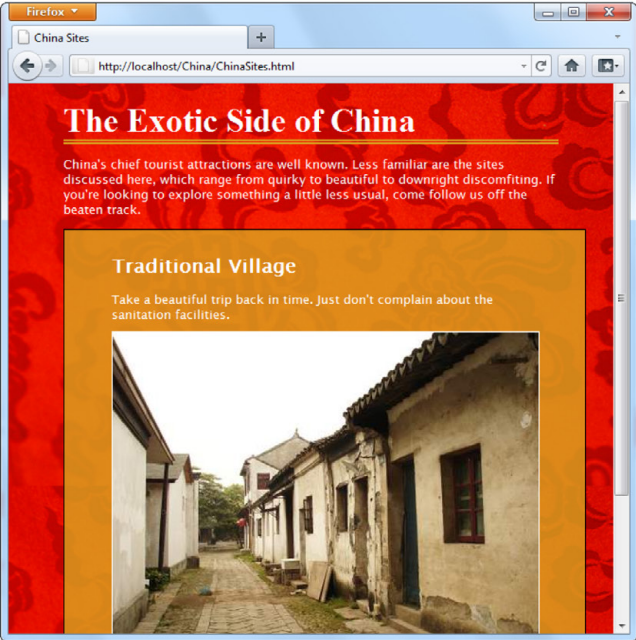 Firefox
China Sites
http://localhost/China/ChinaSites.html
The Exotic Side of China
China's chief tourist attractions are well known. Less familiar are the sites
discussed here, which range from quirky to beautiful to downright discomfiting. If
you're looking to explore something a little less usual, come follow us off the
beaten track.
Traditional Village
Take a beautiful trip back in time. Just don't complain about the
sanitation facilities.